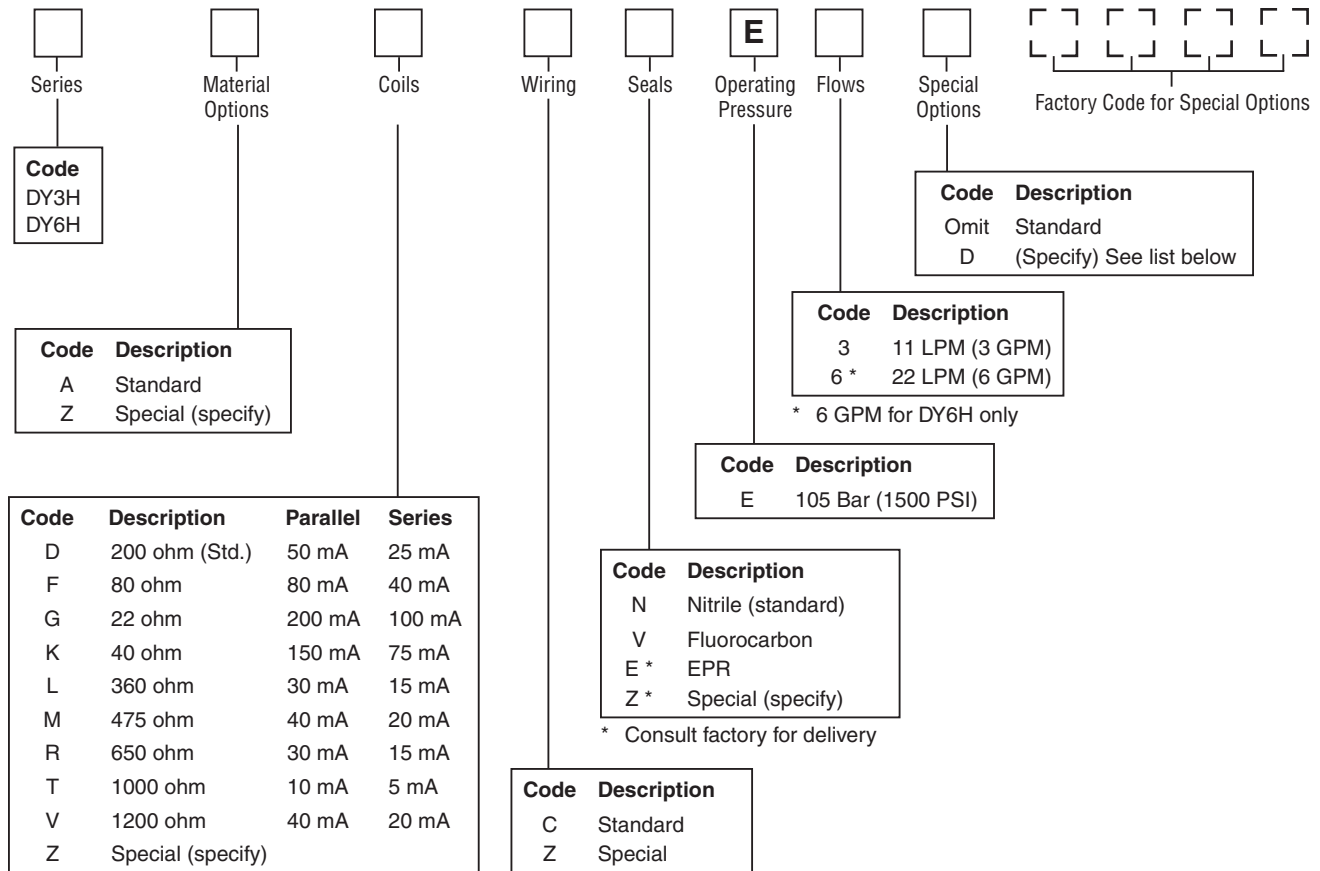 E
Series
Material
Options
Coils
Wiring
Seals
Operating
Pressure
Flows
Special
Options
Factory Code for Special Options
Code
DY3H
DY6H
Code Description
Omit Standard
D (Specify) See list below
Code Description
3 11 LPM (3 GPM)
6 * 22 LPM (6 GPM)
* 6 GPM for DY6H only
Code Description
A Standard
Z Special (specify)
Code Description
E 105 Bar (1500 PSI)
Code Description Parallel Series
D 200 ohm (Std.) 50 mA 25 mA
F 80 ohm 80 mA 40 mA
G 22 ohm 200 mA 100 mA
K 40 ohm 150 mA 75 mA
L 360 ohm 30 mA 15 mA
M 475 ohm 40 mA 20 mA
R 650 ohm 30 mA 15 mA
T 1000 ohm 10 mA 5 mA
V 1200 ohm 40 mA 20 mA
Z Special (specify)
Code Description
N Nitrile (standard)
V Fluorocarbon
E * EPR
Z * Special (specify)
* Consult factory for delivery
Code Description
C Standard
Z Special